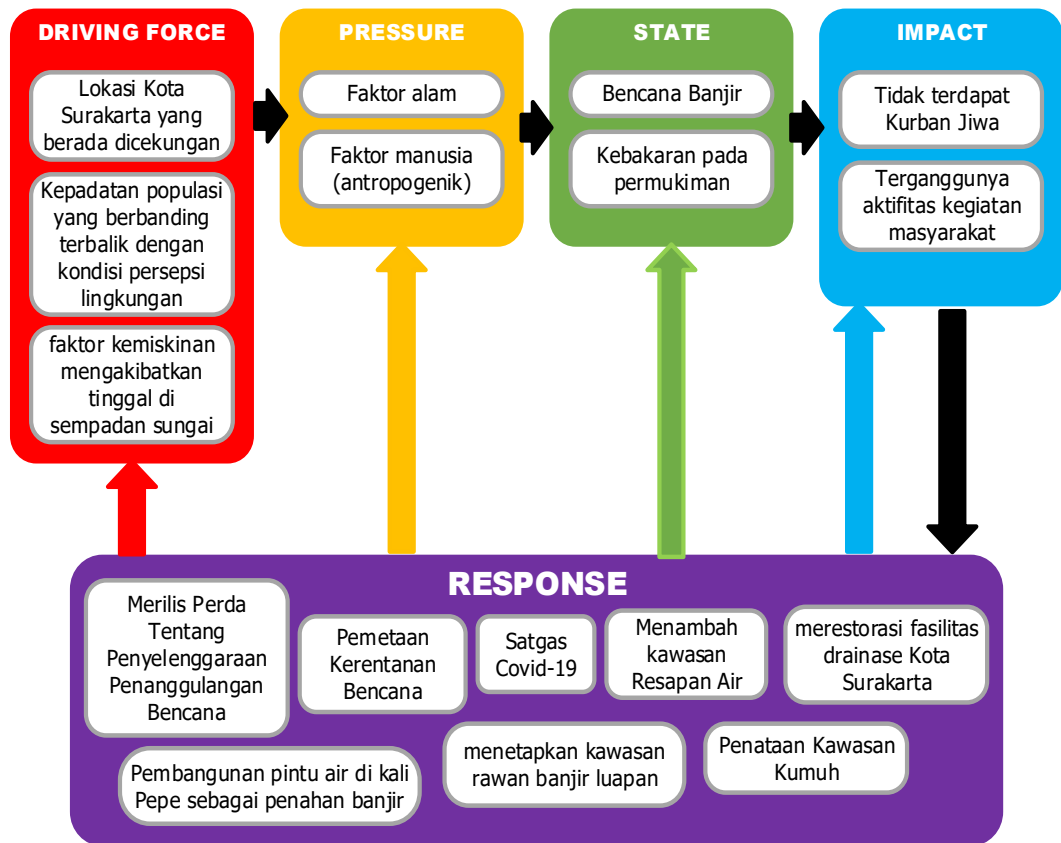 DRIVING FORCE
Lokasi Kota
Surakarta yang
berada dicekungan
Kepadatan populasi
yang berbanding
terbalik dengan
kondisi persepsi
lingkungan
faktor kemiskinan
mengakibatkan
tinggal di
sempadan sungai
PRESSURE
Faktor alam
Faktor manusia
(antropogenik)
STATE
Bencana Banjir
Kebakaran pada
permukiman
IMPACT
Tidak terdapat
Kurban Jiwa
Terganggunya
aktifitas kegiatan
masyarakat
RESPONSE
Merilis Perda
Tentang
Penyelenggaraan
Penanggulangan
Bencana
Pemetaan
Kerentanan
Bencana
Satgas
Covid-19
Menambah
kawasan
Resapan Air
merestorasi fasilitas
drainase Kota
Surakarta
Pembangunan pintu air di kali
Pepe sebagai penahan banjir
menetapkan kawasan
rawan banjir luapan
Penataan Kawasan
Kumuh